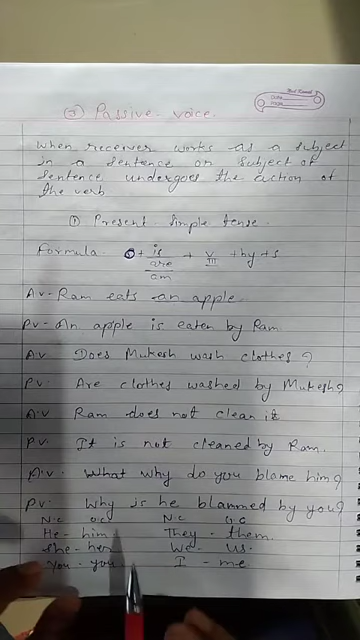 ② Passive voice.
When receiver works as a subject
in a sentence or subject of
sentence undergoes the action of
the verb
① Present simple tense.
Formula - O + is/are/am + V III + by + S
A.V - Ram eats an apple.
P.V - An apple is eaten by Ram.
A.V Does Mukesh wash clothes?
P.V. Are clothes washed by Mukesh?
A.V Ram does not clean it
P.V. It is not cleaned by Ram.
A.V. why do you blame him?
P.V. Why is he blammed by you?
N.C O.C N.C O.C
He - him They - them.
She - her We - us.
You - you I - me